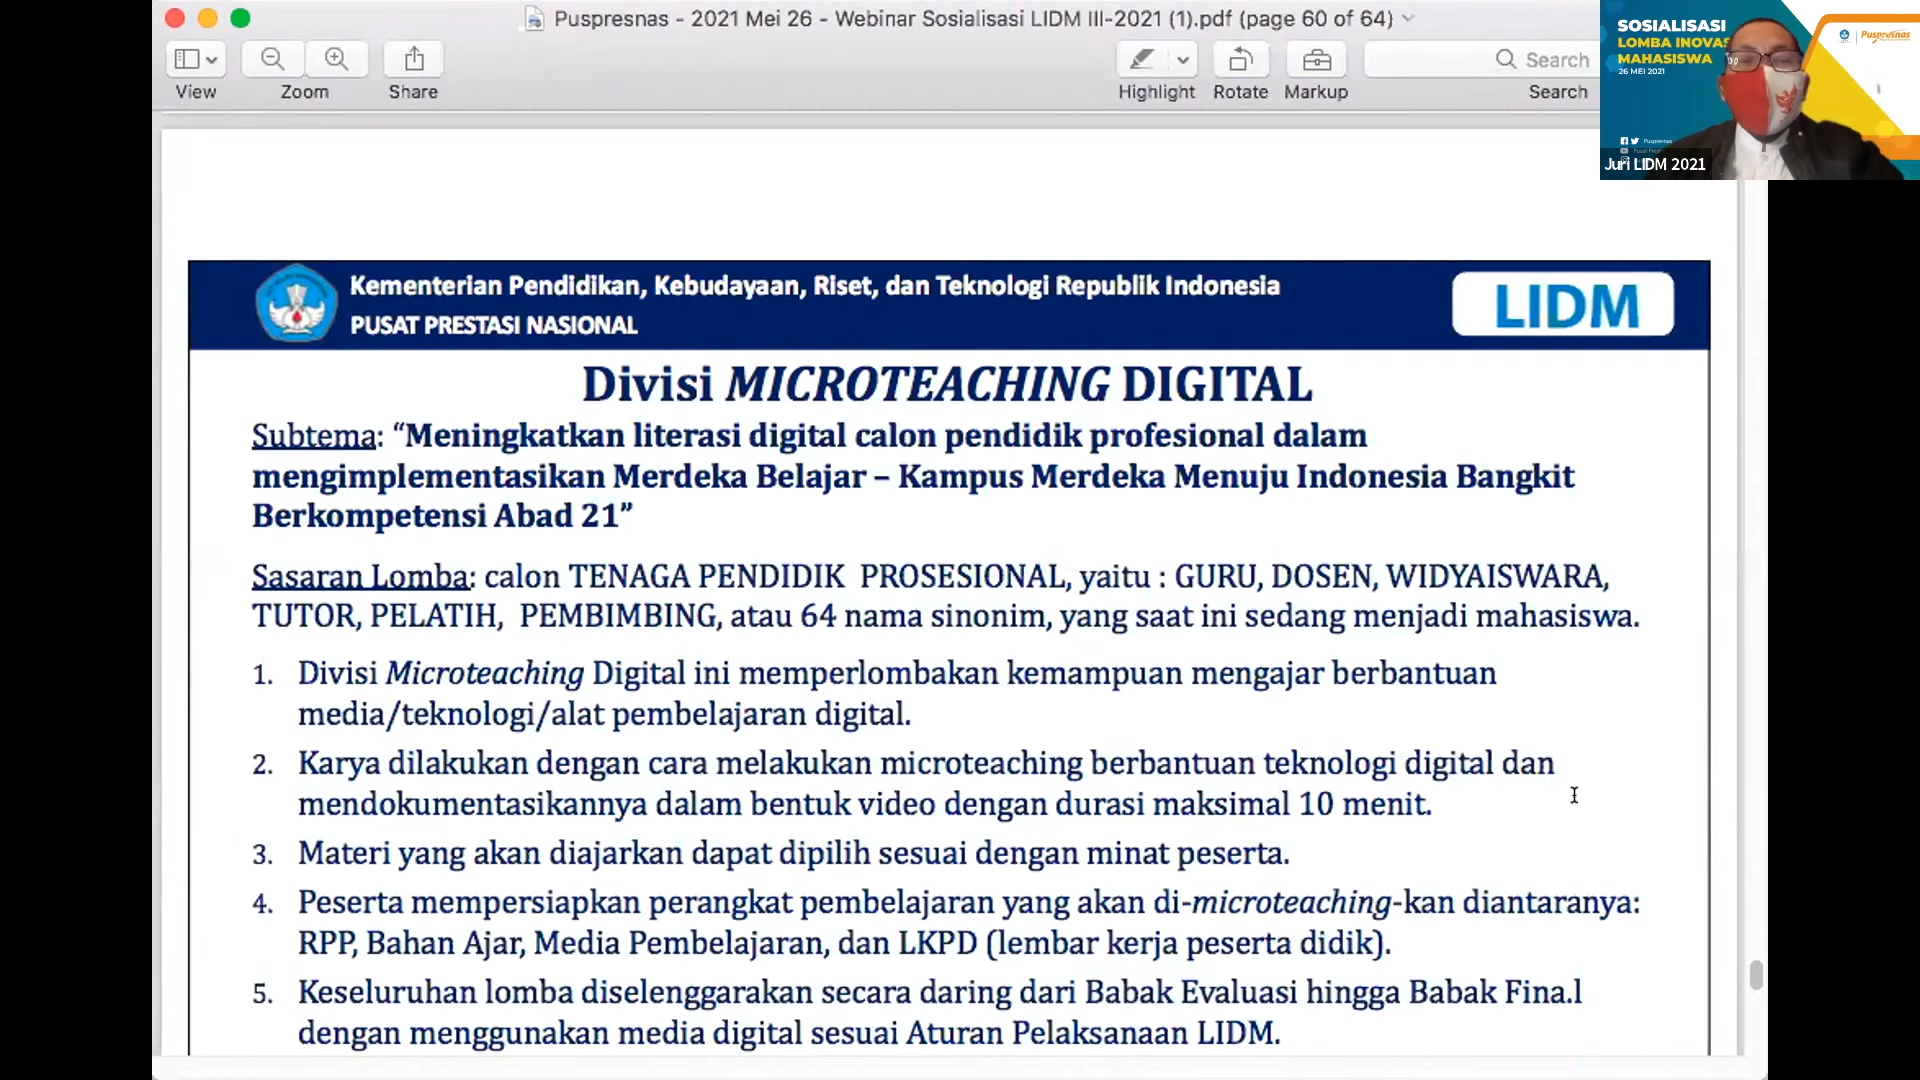 Puspresnas - 2021 Mei 26 - Webinar Sosialisasi LIDM III-2021 (1).pdf (page 60 of 64)
View
Zoom
Share
Highlight
Rotate
Markup
Search
Search
SOSIALISASI
LOMBA INOVAS
MAHASISWA
26 MEI 2021
Puspresnas
Puspresnas
Juri LIDM 2021
Kementerian Pendidikan, Kebudayaan, Riset, dan Teknologi Republik Indonesia
PUSAT PRESTASI NASIONAL
LIDM
Divisi MICROTEACHING DIGITAL
Subtema: “Meningkatkan literasi digital calon pendidik profesional dalam
mengimplementasikan Merdeka Belajar – Kampus Merdeka Menuju Indonesia Bangkit
Berkompetensi Abad 21”
Sasaran Lomba: calon TENAGA PENDIDIK PROSESIONAL, yaitu : GURU, DOSEN, WIDYAISWARA,
TUTOR, PELATIH, PEMBIMBING, atau 64 nama sinonim, yang saat ini sedang menjadi mahasiswa.
1. Divisi Microteaching Digital ini memperlombakan kemampuan mengajar berbantuan
media/teknologi/alat pembelajaran digital.
2. Karya dilakukan dengan cara melakukan microteaching berbantuan teknologi digital dan
mendokumentasikannya dalam bentuk video dengan durasi maksimal 10 menit.
3. Materi yang akan diajarkan dapat dipilih sesuai dengan minat peserta.
4. Peserta mempersiapkan perangkat pembelajaran yang akan di-microteaching-kan diantaranya:
RPP, Bahan Ajar, Media Pembelajaran, dan LKPD (lembar kerja peserta didik).
5. Keseluruhan lomba diselenggarakan secara daring dari Babak Evaluasi hingga Babak Fina.l
dengan menggunakan media digital sesuai Aturan Pelaksanaan LIDM.